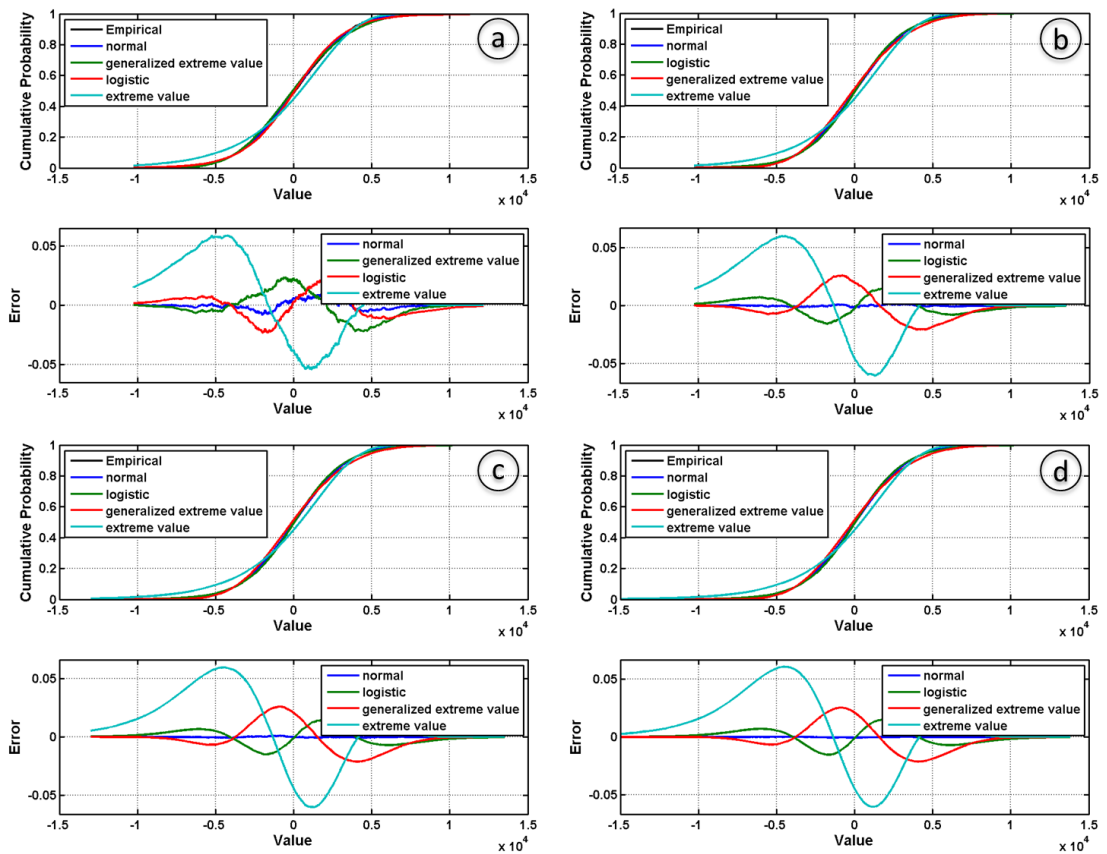 1
0.8
0.6
0.4
0.2
0
Cumulative Probability
Empirical
normal
generalized extreme value
logistic
extreme value
a
-1.5
-1
-0.5
0
0.5
1
1.5
x 10^4
Value
1
0.8
0.6
0.4
0.2
0
Cumulative Probability
Empirical
normal
logistic
generalized extreme value
extreme value
b
-1.5
-1
-0.5
0
0.5
1
1.5
x 10^4
Value
0.05
0
-0.05
Error
normal
generalized extreme value
logistic
extreme value
-1.5
-1
-0.5
0
0.5
1
1.5
x 10^4
Value
0.05
0
-0.05
Error
normal
logistic
generalized extreme value
extreme value
-1.5
-1
-0.5
0
0.5
1
1.5
x 10^4
Value
1
0.8
0.6
0.4
0.2
0
Cumulative Probability
Empirical
normal
logistic
generalized extreme value
extreme value
c
-1.5
-1
-0.5
0
0.5
1
1.5
x 10^4
Value
1
0.8
0.6
0.4
0.2
0
Cumulative Probability
Empirical
normal
logistic
generalized extreme value
extreme value
d
-1.5
-1
-0.5
0
0.5
1
1.5
x 10^4
Value
0.05
0
-0.05
Error
normal
logistic
generalized extreme value
extreme value
-1.5
-1
-0.5
0
0.5
1
1.5
x 10^4
Value
0.05
0
-0.05
Error
normal
logistic
generalized extreme value
extreme value
-1.5
-1
-0.5
0
0.5
1
1.5
x 10^4
Value